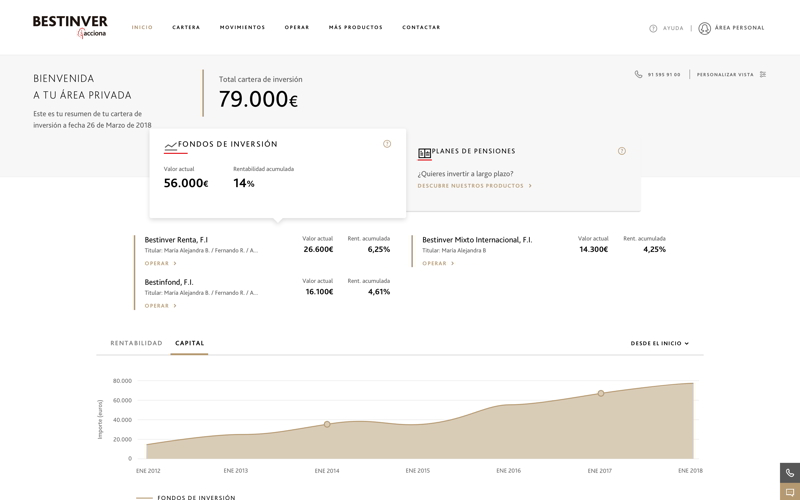 BESTINVER
acciona
INICIO
CARTERA
MOVIMIENTOS
OPERAR
MÁS PRODUCTOS
CONTACTAR
AYUDA
ÁREA PERSONAL
BIENVENIDA
A TU ÁREA PRIVADA
Este es tu resumen de tu cartera de
inversión a fecha 26 de Marzo de 2018
Total cartera de inversión
79.000€
91 595 91 00
PERSONALIZAR VISTA
FONDOS DE INVERSIÓN
?
Valor actual
Rentabilidad acumulada
56.000€
14%
PLANES DE PENSIONES
?
¿Quieres invertir a largo plazo?
DESCUBRE NUESTROS PRODUCTOS >
Bestinver Renta, F.I
Titular: María Alejandra B. / Fernando R. / A...
OPERAR >
Valor actual
26.600€
Rent. acumulada
6,25%
Bestinver Mixto Internacional, F.I.
Titular: María Alejandra B
OPERAR >
Valor actual
14.300€
Rent. acumulada
4,25%
Bestinfond, F.I.
Titular: María Alejandra B. / Fernando R. / A...
OPERAR >
Valor actual
16.100€
Rent. acumulada
4,61%
RENTABILIDAD
CAPITAL
DESDE EL INICIO
Importe (euros)
80.000
60.000
40.000
20.000
0
ENE 2012
ENE 2013
ENE 2014
ENE 2015
ENE 2016
ENE 2017
ENE 2018
FONDOS DE INVERSIÓN